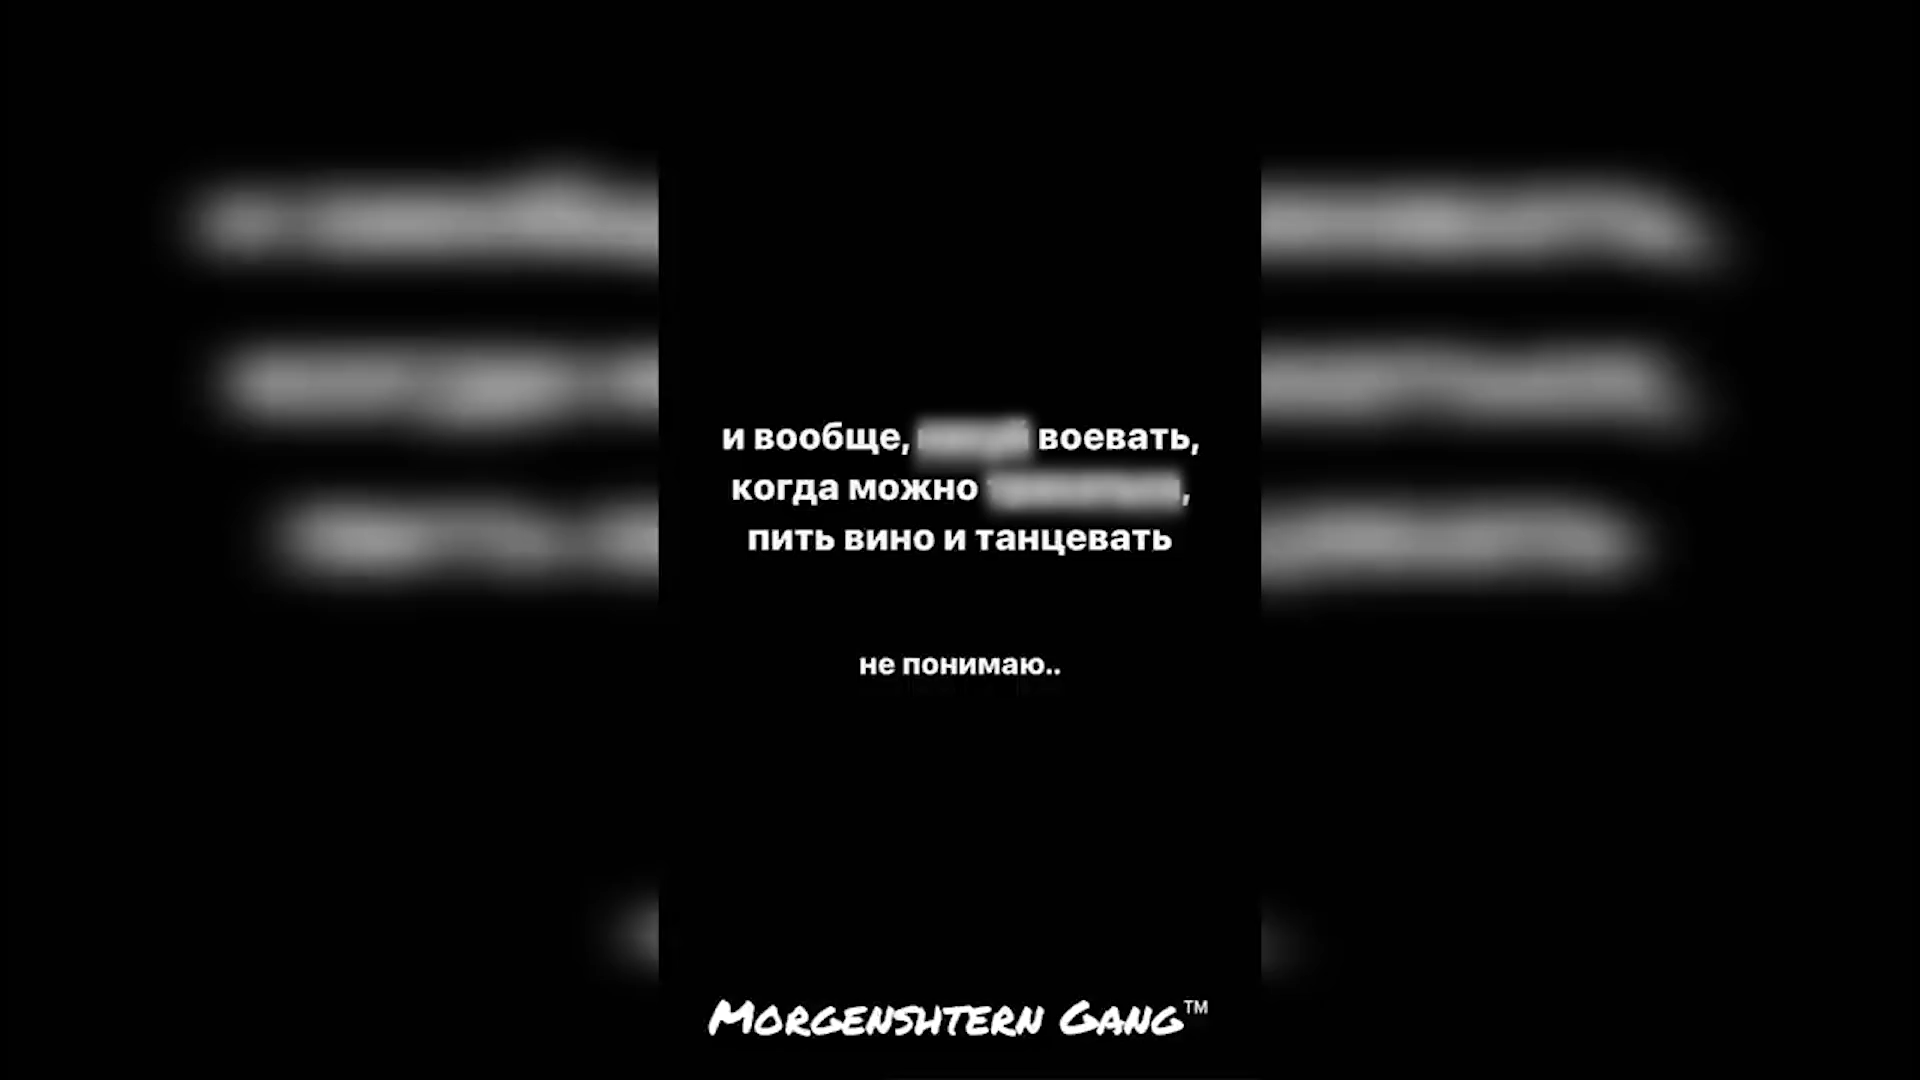 и вообще, воевать,
когда можно ,
пить вино и танцевать
не понимаю..
Morgenshtern Gang™